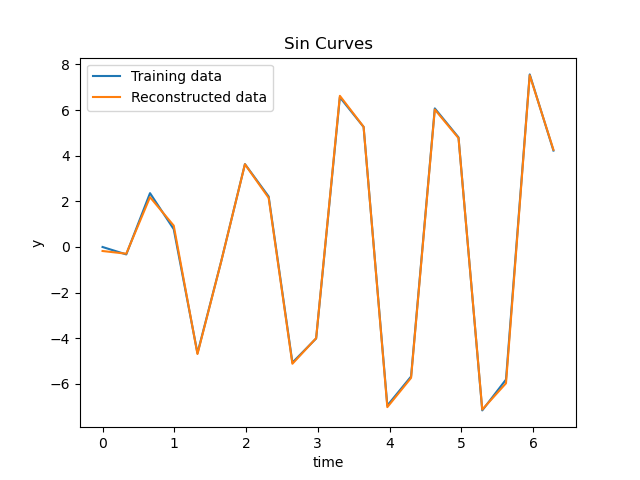 Sin Curves
Training data
Reconstructed data
y
8
6
4
2
0
−2
−4
−6
0 1 2 3 4 5 6
time